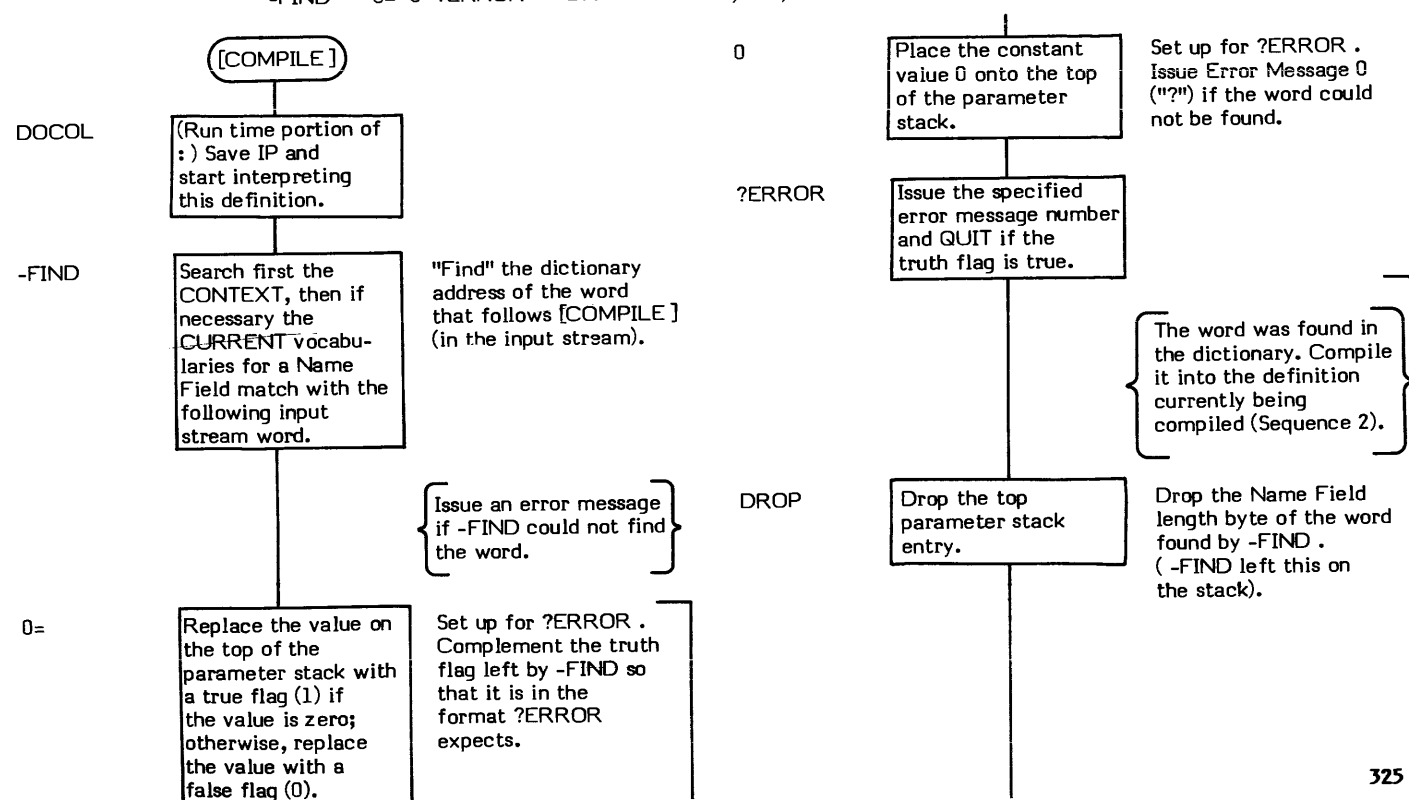 [COMPILE]
DOCOL
(Run time portion of
: ) Save IP and
start interpreting
this definition.
-FIND
Search first the
CONTEXT, then if
necessary the
CURRENT vocabu-
laries for a Name
Field match with the
following input
stream word.
"Find" the dictionary
address of the word
that follows [COMPILE]
(in the input stream).
Issue an error message
if -FIND could not find
the word.
0=
Replace the value on
the top of the
parameter stack with
a true flag (1) if
the value is zero;
otherwise, replace
the value with a
false flag (0).
Set up for ?ERROR .
Complement the truth
flag left by -FIND so
that it is in the
format ?ERROR
expects.
0
Place the constant
value 0 onto the top
of the parameter
stack.
Set up for ?ERROR .
Issue Error Message 0
("?") if the word could
not be found.
?ERROR
Issue the specified
error message number
and QUIT if the
truth flag is true.
The word was found in
the dictionary. Compile
it into the definition
currently being
compiled (Sequence 2).
DROP
Drop the top
parameter stack
entry.
Drop the Name Field
length byte of the word
found by -FIND .
( -FIND left this on
the stack).
325